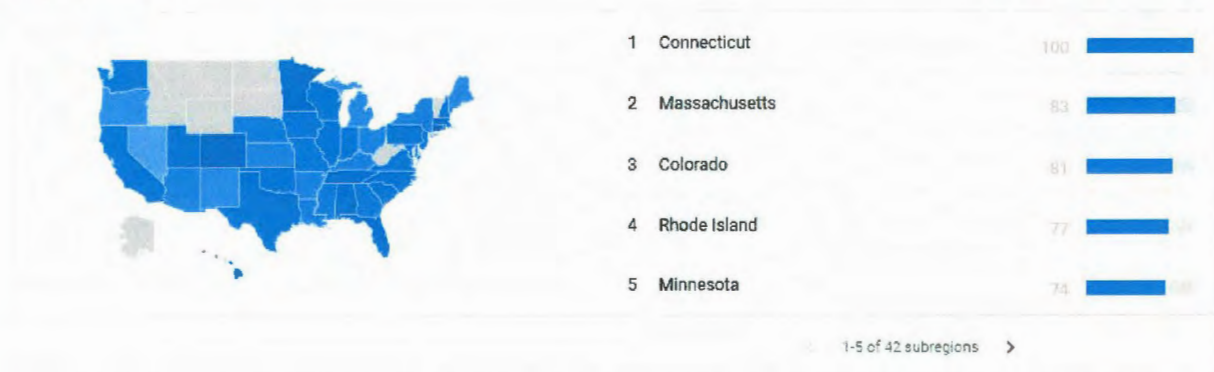 1 Connecticut 100
2 Massachusetts 83
3 Colorado 81
4 Rhode Island 77
5 Minnesota 74
1-5 of 42 subregions >